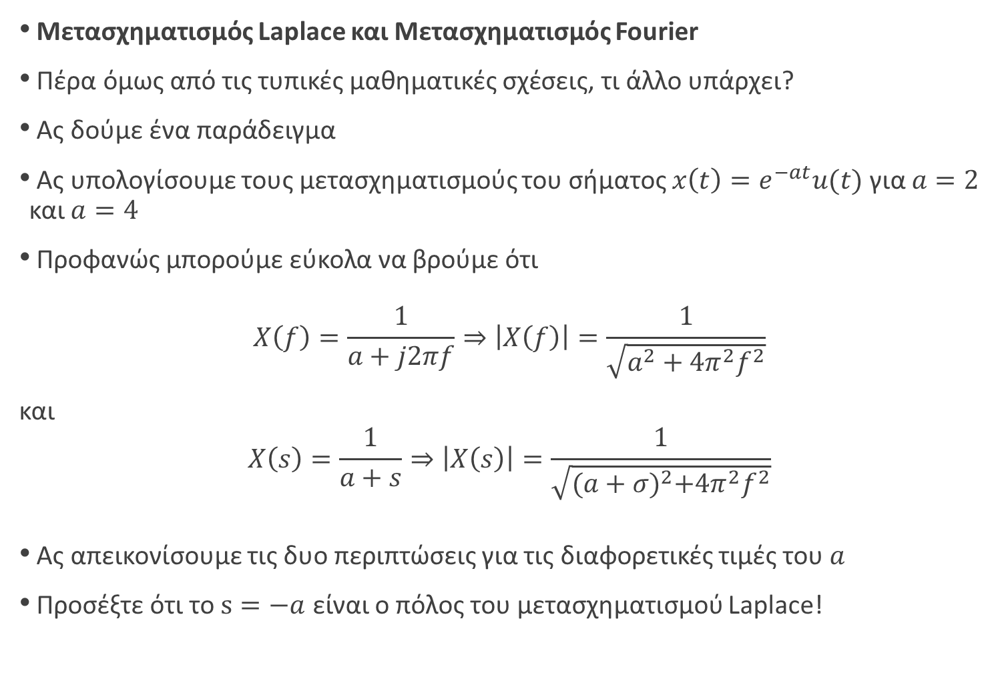 • Μετασχηματισμός Laplace και Μετασχηματισμός Fourier
• Πέρα όμως από τις τυπικές μαθηματικές σχέσεις, τι άλλο υπάρχει?
• Ας δούμε ένα παράδειγμα
• Ας υπολογίσουμε τους μετασχηματισμούς του σήματος $x(t) = e^{-at}u(t)$ για $a = 2$
και $a = 4$
• Προφανώς μπορούμε εύκολα να βρούμε ότι
$X(f) = \frac{1}{a + j2\pi f} \Rightarrow |X(f)| = \frac{1}{\sqrt{a^2 + 4\pi^2 f^2}}$
και
$X(s) = \frac{1}{a + s} \Rightarrow |X(s)| = \frac{1}{\sqrt{(a + \sigma)^2 + 4\pi^2 f^2}}$
• Ας απεικονίσουμε τις δυο περιπτώσεις για τις διαφορετικές τιμές του $a$
• Προσέξτε ότι το $s = -a$ είναι ο πόλος του μετασχηματισμού Laplace!